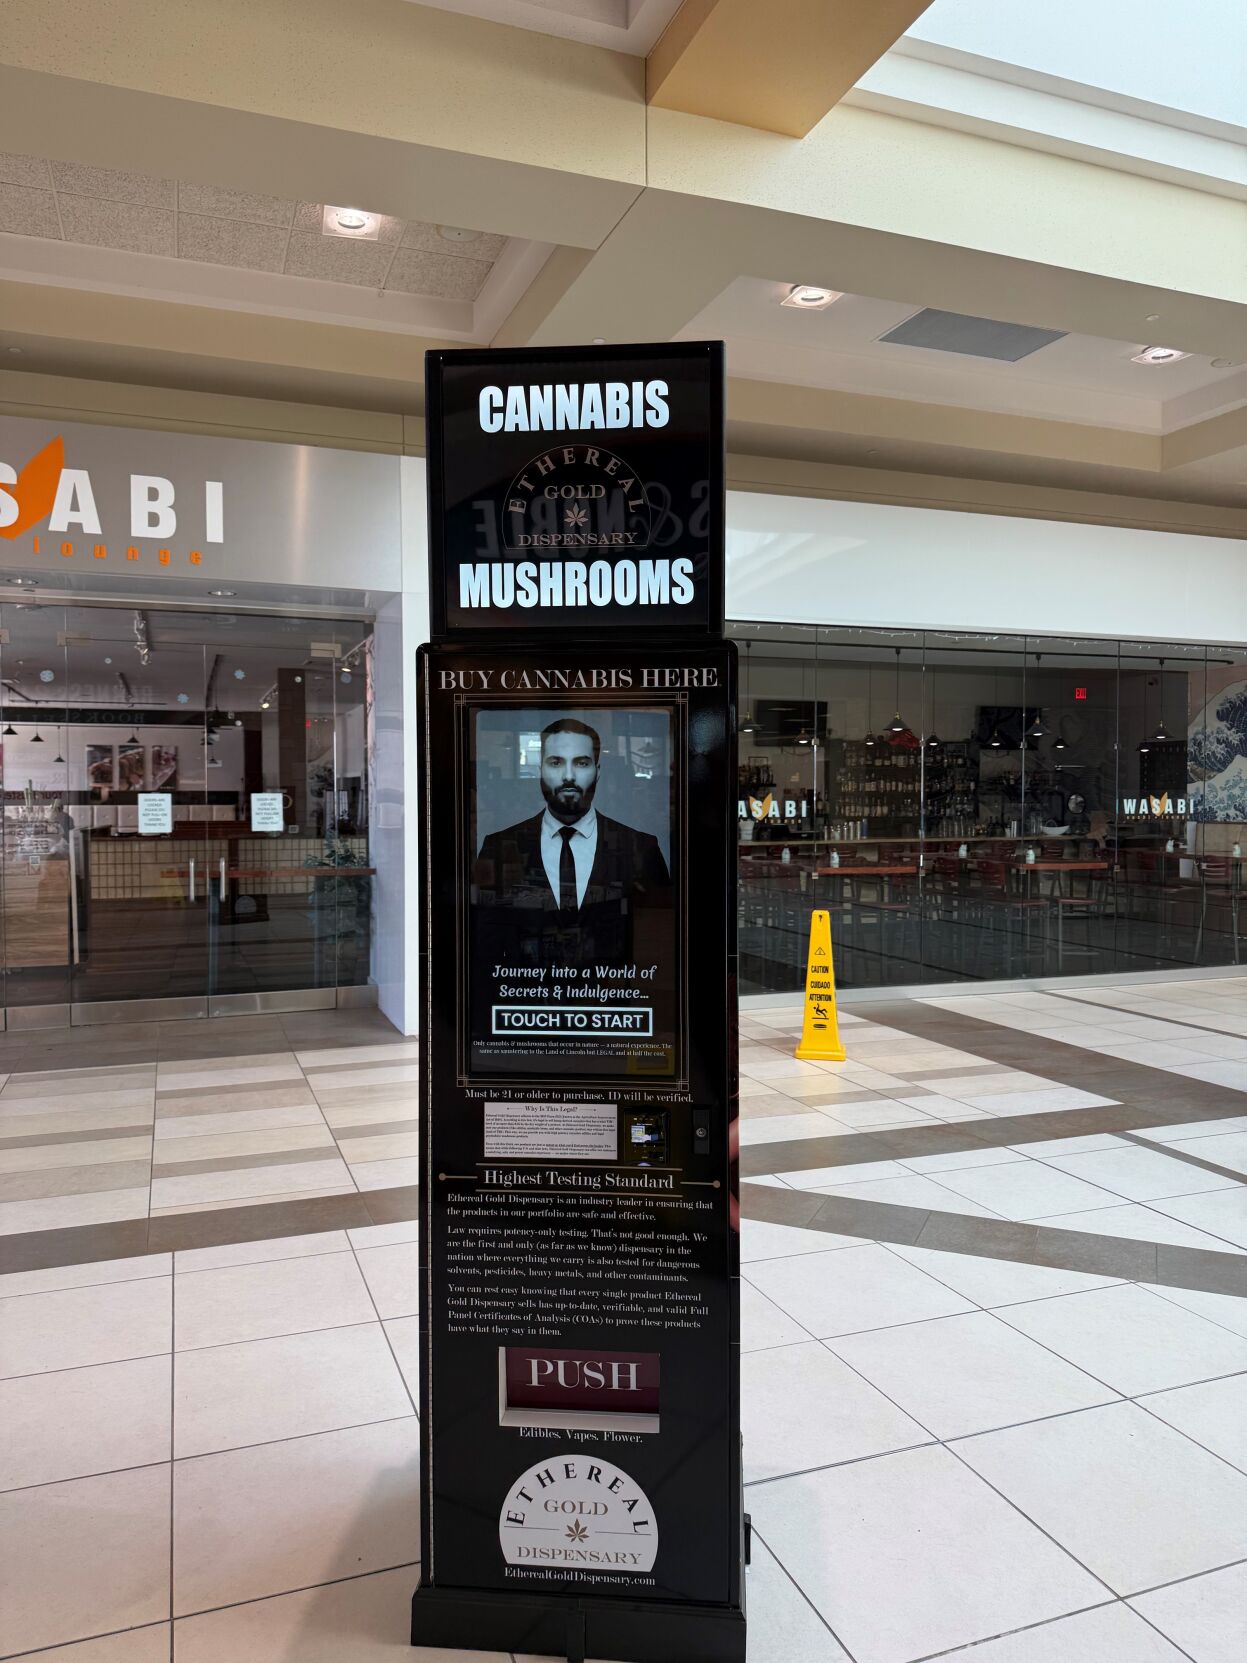 CANNABIS
ETHEREAL
GOLD
DISPENSARY
MUSHROOMS
SABI
lounge
BUY CANNABIS HERE
WASABI
WASABI
EXIT
Journey into a World of
Secrets & Indulgence...
TOUCH TO START
Only cannabis & mushrooms that occur in nature — a natural experience. The
same as sauntering to the Land of Lincoln but LEGAL and at half the cost.
CAUTION
CUIDADO
ATTENTION
Must be 21 or older to purchase. ID will be verified.
Why Is This Legal?
Highest Testing Standard
Ethereal Gold Dispensary is an industry leader in ensuring that
the products in our portfolio are safe and effective.
Law requires potency-only testing. That's not good enough. We
are the first and only (as far as we know) dispensary in the
nation where everything we carry is also tested for dangerous
solvents, pesticides, heavy metals, and other contaminants.
You can rest easy knowing that every single product Ethereal
Gold Dispensary sells has up-to-date, verifiable, and valid Full
Panel Certificates of Analysis (COAs) to prove these products
have what they say in them.
PUSH
Edibles. Vapes. Flower.
ETHEREAL
GOLD
DISPENSARY
EtherealGoldDispensary.com